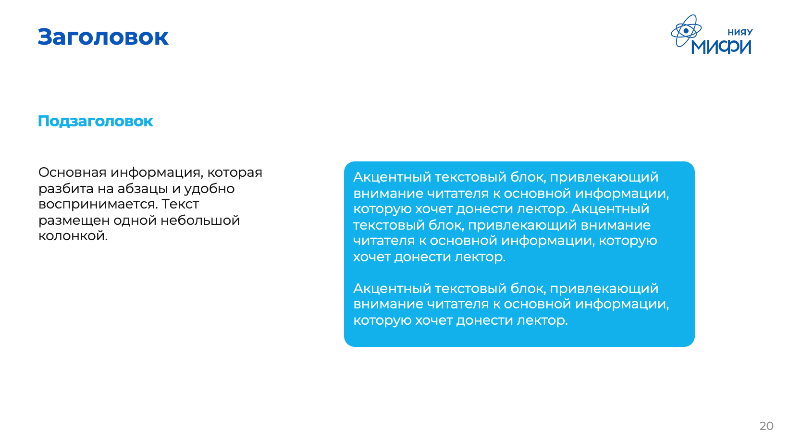 Заголовок
НИЯУ
МИФИ
Подзаголовок
Основная информация, которая
разбита на абзацы и удобно
воспринимается. Текст
размещен одной небольшой
колонкой.
Акцентный текстовый блок, привлекающий
внимание читателя к основной информации,
которую хочет донести лектор. Акцентный
текстовый блок, привлекающий внимание
читателя к основной информации, которую
хочет донести лектор.
Акцентный текстовый блок, привлекающий
внимание читателя к основной информации,
которую хочет донести лектор.
20